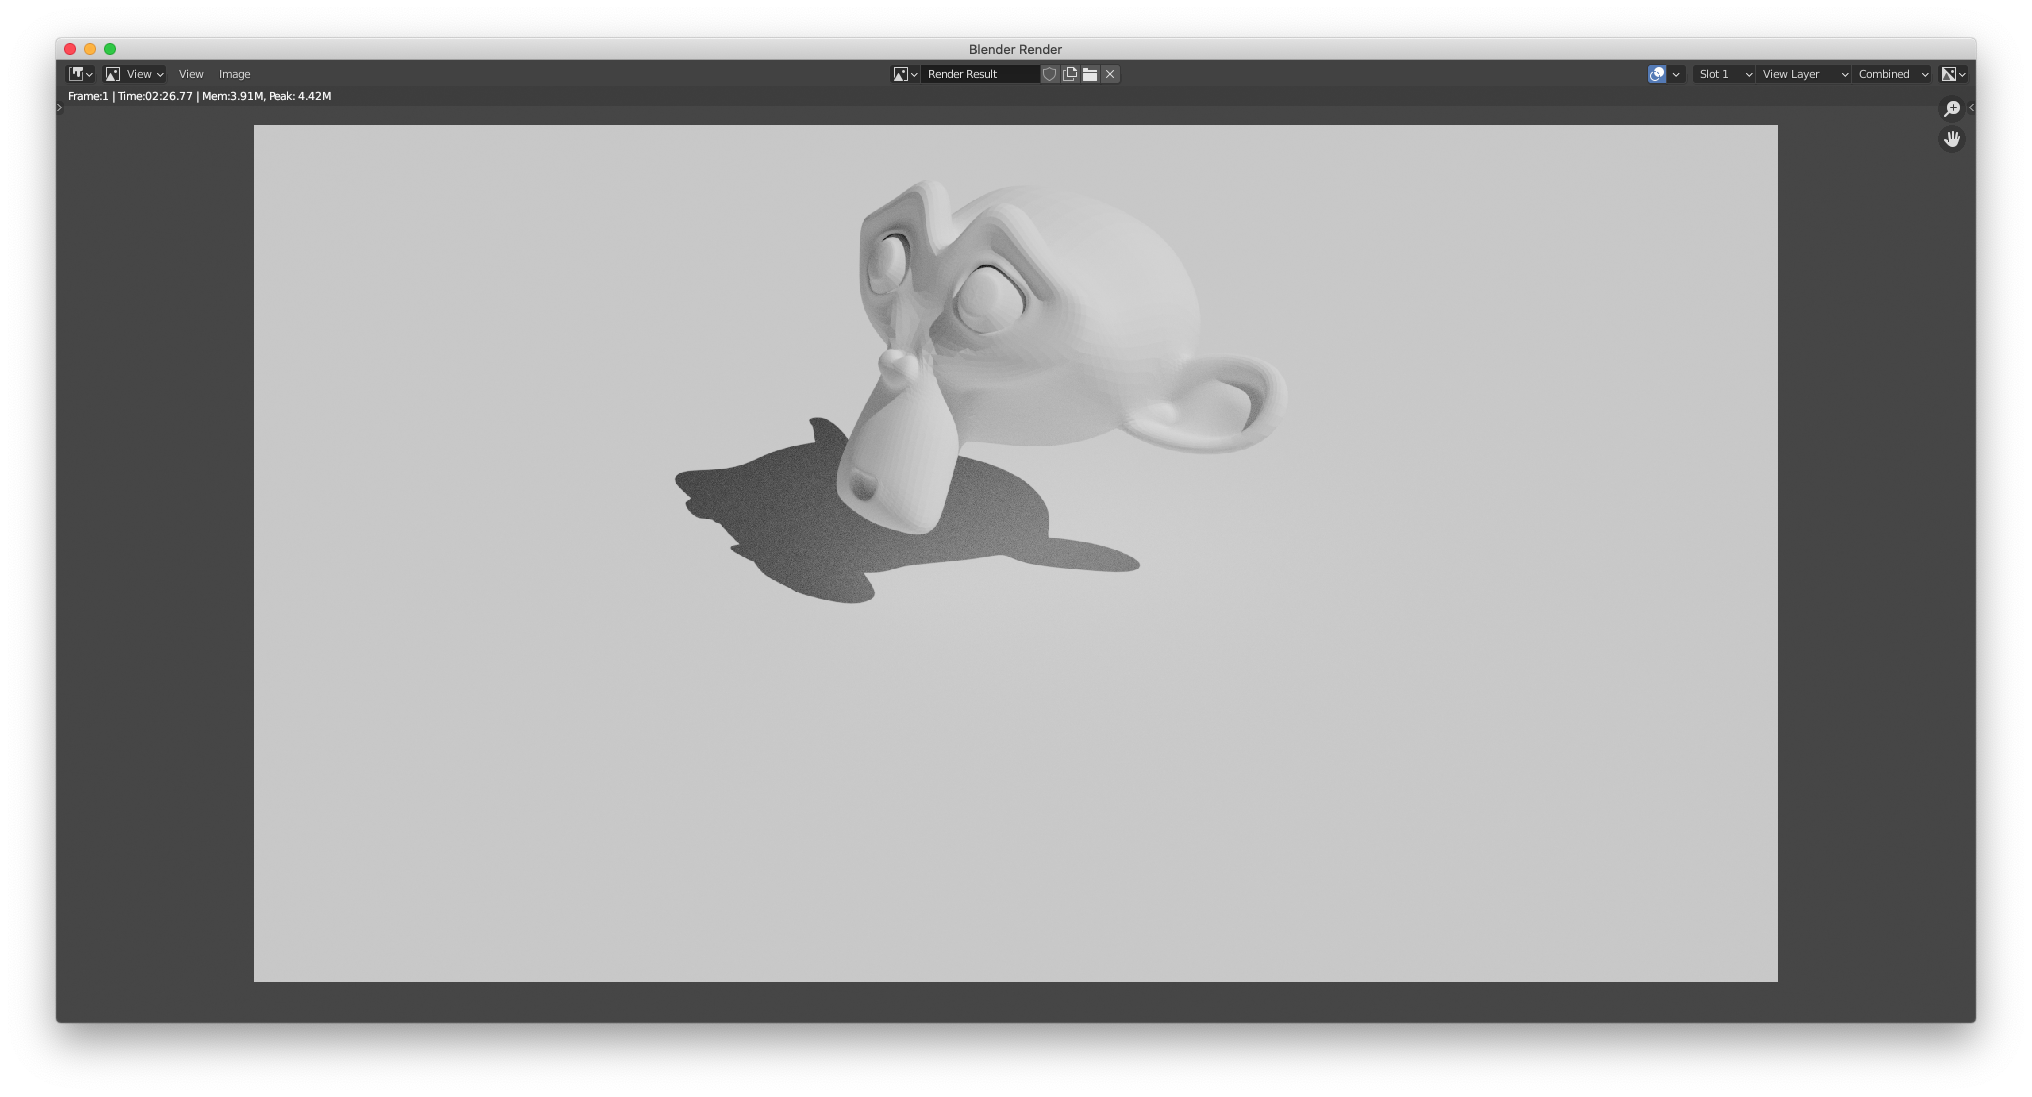 Blender Render
View View Image Render Result Slot 1 View Layer Combined
Frame:1 | Time:02:26.77 | Mem:3.91M, Peak: 4.42M